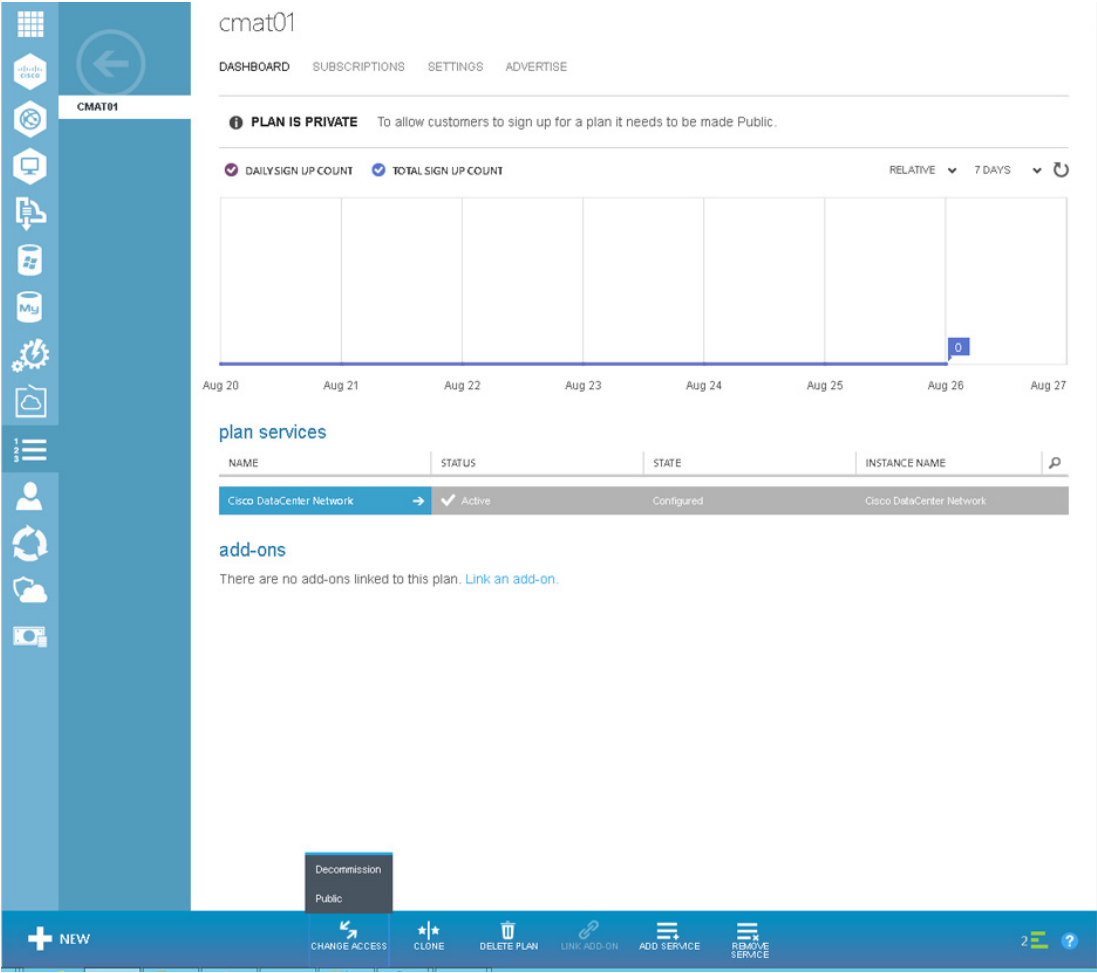 cmat01
DASHBOARD SUBSCRIPTIONS SETTINGS ADVERTISE
CISCO
CMAT01
PLAN IS PRIVATE To allow customers to sign up for a plan it needs to be made Public.
DAILY SIGN UP COUNT TOTAL SIGN UP COUNT RELATIVE 7 DAYS
My
0
Aug 20 Aug 21 Aug 22 Aug 23 Aug 24 Aug 25 Aug 26 Aug 27
plan services
1
2
3
NAME STATUS STATE INSTANCE NAME
Cisco DataCenter Network Active Configured Cisco DataCenter Network
add-ons
There are no add-ons linked to this plan. Link an add-on.
Decommission
Public
NEW CHANGE ACCESS CLONE DELETE PLAN LINK ADD-ON ADD SERVICE REMOVE SERVICE 2 ?